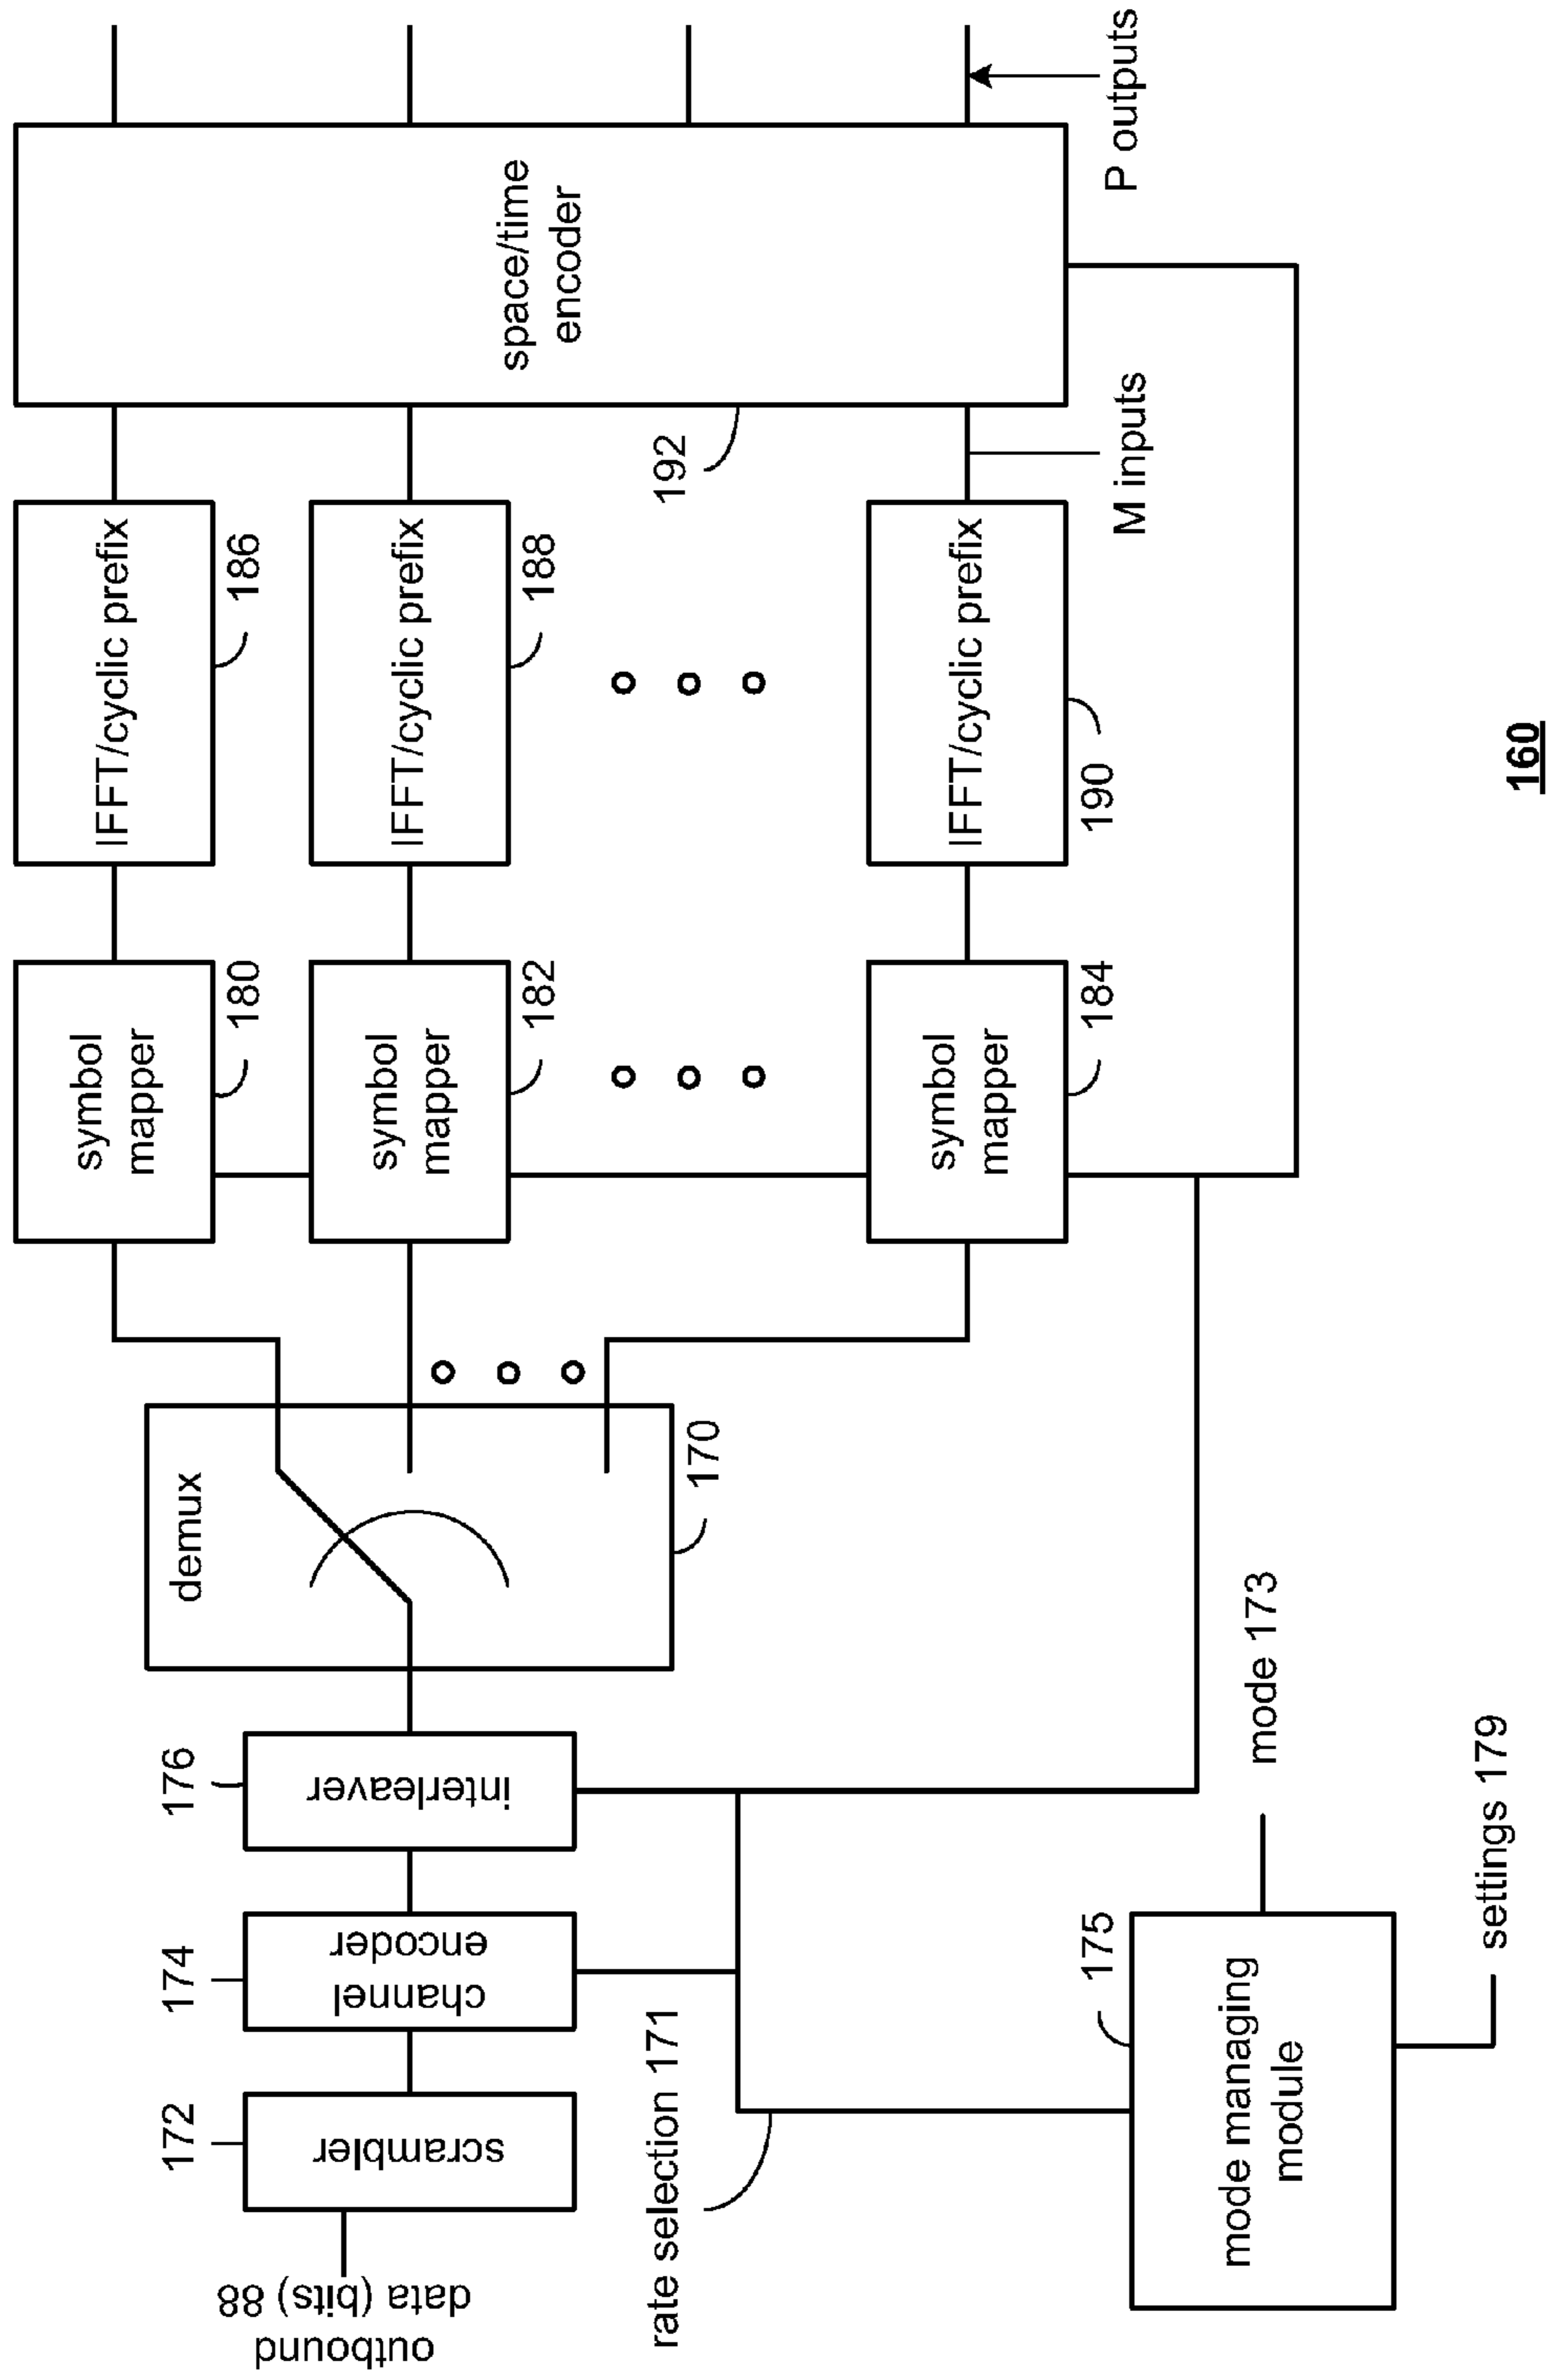 outbound
data (bits) 88
172
scrambler
174
channel
encoder
176
interleaver
demux
170
symbol
mapper
180
symbol
mapper
182
symbol
mapper
184
IFFT/cyclic prefix
186
IFFT/cyclic prefix
188
IFFT/cyclic prefix
190
192
space/time
encoder
M inputs
P outputs
rate selection 171
175
mode managing
module
mode 173
settings 179
160